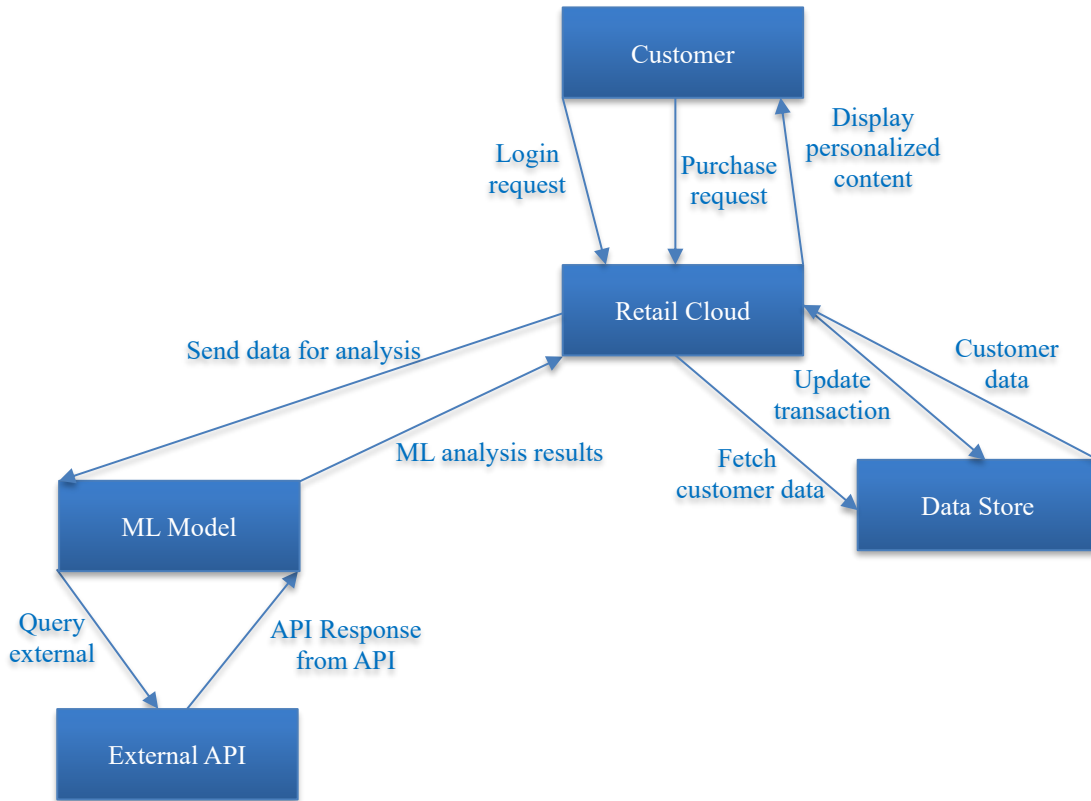 Customer
Login
request
Purchase
request
Display
personalized
content
Retail Cloud
Send data for analysis
ML analysis results
Update
transaction
Customer
data
Fetch
customer data
ML Model
Data Store
Query
external
API Response
from API
External API